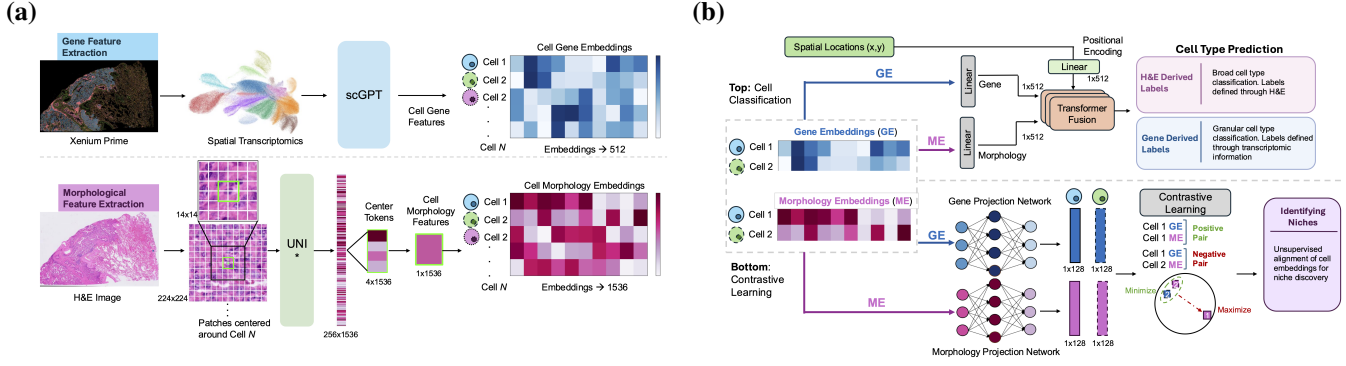 (a)
Gene Feature
Extraction
Xenium Prime
Spatial Transcriptomics
scGPT
Cell Gene
Features
Cell Gene Embeddings
Cell 1
Cell 2
Cell 2
.
.
.
Cell N
Embeddings → 512
Morphological
Feature Extraction
H&E Image
14x14
224x224
Patches centered
around Cell N
UNI
*
256x1536
Center
Tokens
4x1536
Cell
Morphology
Features
1x1536
Cell Morphology Embeddings
Cell 1
Cell 2
Cell 2
.
.
.
Cell N
Embeddings → 1536
(b)
Spatial Locations (x,y)
Positional
Encoding
Linear
1x512
Top: Cell
Classification
GE
Linear
Gene
1x512
ME
Linear
Morphology
1x512
Transformer
Fusion
Cell Type Prediction
H&E Derived
Labels
Broad cell type
classification. Labels
defined through H&E
Gene Derived
Labels
Granular cell type
classification. Labels defined
through transcriptomic
information
Gene Embeddings (GE)
Cell 1
Cell 2
Morphology Embeddings (ME)
Cell 1
Cell 2
Bottom:
Contrastive
Learning
GE
Gene Projection Network
1x128
1x128
ME
Morphology Projection Network
1x128
1x128
Contrastive
Learning
Cell 1 GE
Cell 1 ME
Positive
Pair
Cell 1 GE
Cell 2 ME
Negative
Pair
Minimize
Maximize
Identifying
Niches
Unsupervised
alignment of cell
embeddings for
niche discovery